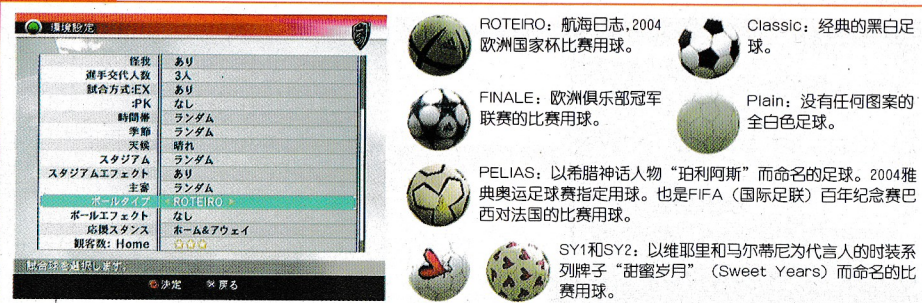 環境設定
怪我 あり
選手交代人数 3人
試合方式:EX あり
:PK なし
時間帯 ランダム
季節 ランダム
天候 晴れ
スタジアム ランダム
スタジアムエフェクト あり
主審 ランダム
ボールタイプ ROTEIRO
ボールエフェクト なし
応援スタンス ホーム&アウェイ
観客数: Home ☆☆☆
試合球を選択します。
決定 戻る
ROTEIRO：航海日志,2004
欧洲国家杯比赛用球。
Classic：经典的黑白足
球。
FINALE：欧洲俱乐部冠军
联赛的比赛用球。
Plain：没有任何图案的
全白色足球。
PELIAS：以希腊神话人物“珀利阿斯”而命名的足球。2004雅
典奥运足球赛指定用球。也是FIFA（国际足联）百年纪念赛巴
西对法国的比赛用球。
SY1和SY2：以维耶里和马尔蒂尼为代言人的时装系
列牌子“甜蜜岁月”（Sweet Years）而命名的比
赛用球。